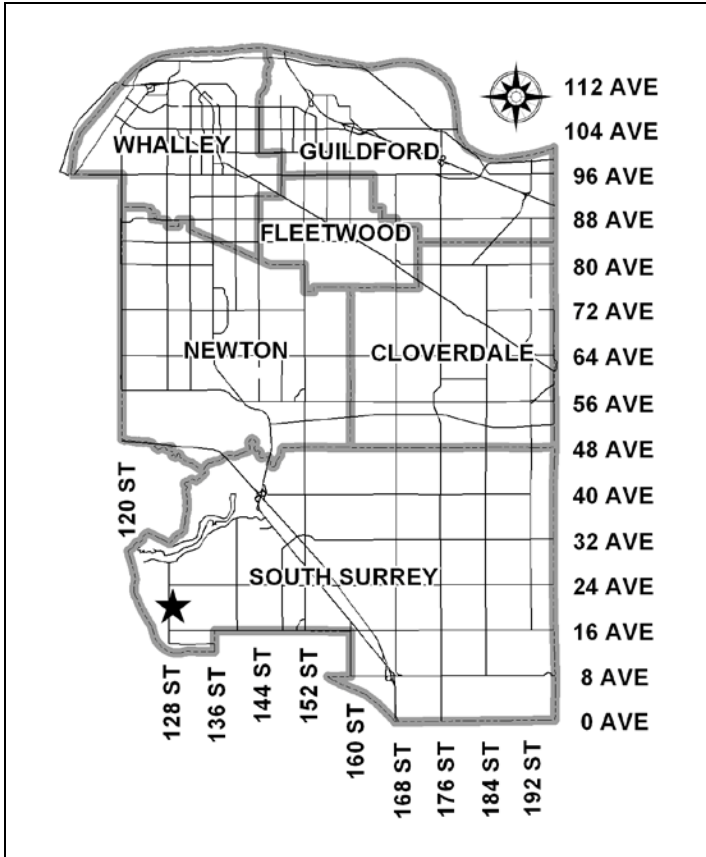 112 AVE
104 AVE
WHALLEY
GUILDFORD
96 AVE
88 AVE
FLEETWOOD
80 AVE
72 AVE
NEWTON
CLOVERDALE
64 AVE
56 AVE
48 AVE
120 ST
40 AVE
32 AVE
SOUTH SURREY
24 AVE
16 AVE
8 AVE
0 AVE
128 ST
136 ST
144 ST
152 ST
160 ST
168 ST
176 ST
184 ST
192 ST